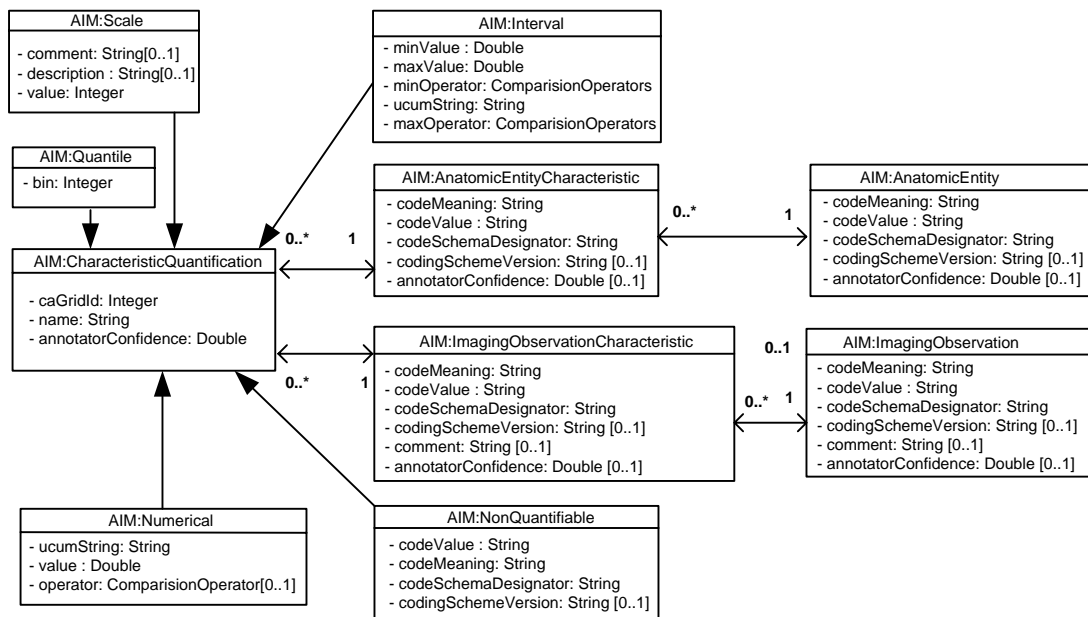 AIM:Scale
- comment: String[0..1]
- description : String[0..1]
- value: Integer
AIM:Interval
- minValue : Double
- maxValue: Double
- minOperator: ComparisionOperators
- ucumString: String
- maxOperator: ComparisionOperators
AIM:Quantile
- bin: Integer
AIM:AnatomicEntityCharacteristic
- codeMeaning: String
- codeValue : String
- codeSchemaDesignator: String
- codingSchemeVersion: String [0..1]
- annotatorConfidence: Double [0..1]
0..*
1
AIM:AnatomicEntity
- codeMeaning: String
- codeValue : String
- codeSchemaDesignator: String
- codingSchemeVersion: String [0..1]
- annotatorConfidence: Double [0..1]
0..*
1
AIM:CharacteristicQuantification
- caGridId: Integer
- name: String
- annotatorConfidence: Double
0..*
1
AIM:ImagingObservationCharacteristic
- codeMeaning: String
- codeValue : String
- codeSchemaDesignator: String
- codingSchemeVersion: String [0..1]
- comment: String [0..1]
- annotatorConfidence: Double [0..1]
0..1
0..*
1
AIM:ImagingObservation
- codeMeaning: String
- codeValue : String
- codeSchemaDesignator: String
- codingSchemeVersion: String [0..1]
- comment: String [0..1]
- annotatorConfidence: Double [0..1]
AIM:Numerical
- ucumString: String
- value : Double
- operator: ComparisionOperator[0..1]
AIM:NonQuantifiable
- codeValue : String
- codeMeaning: String
- codeSchemaDesignator: String
- codingSchemeVersion: String [0..1]